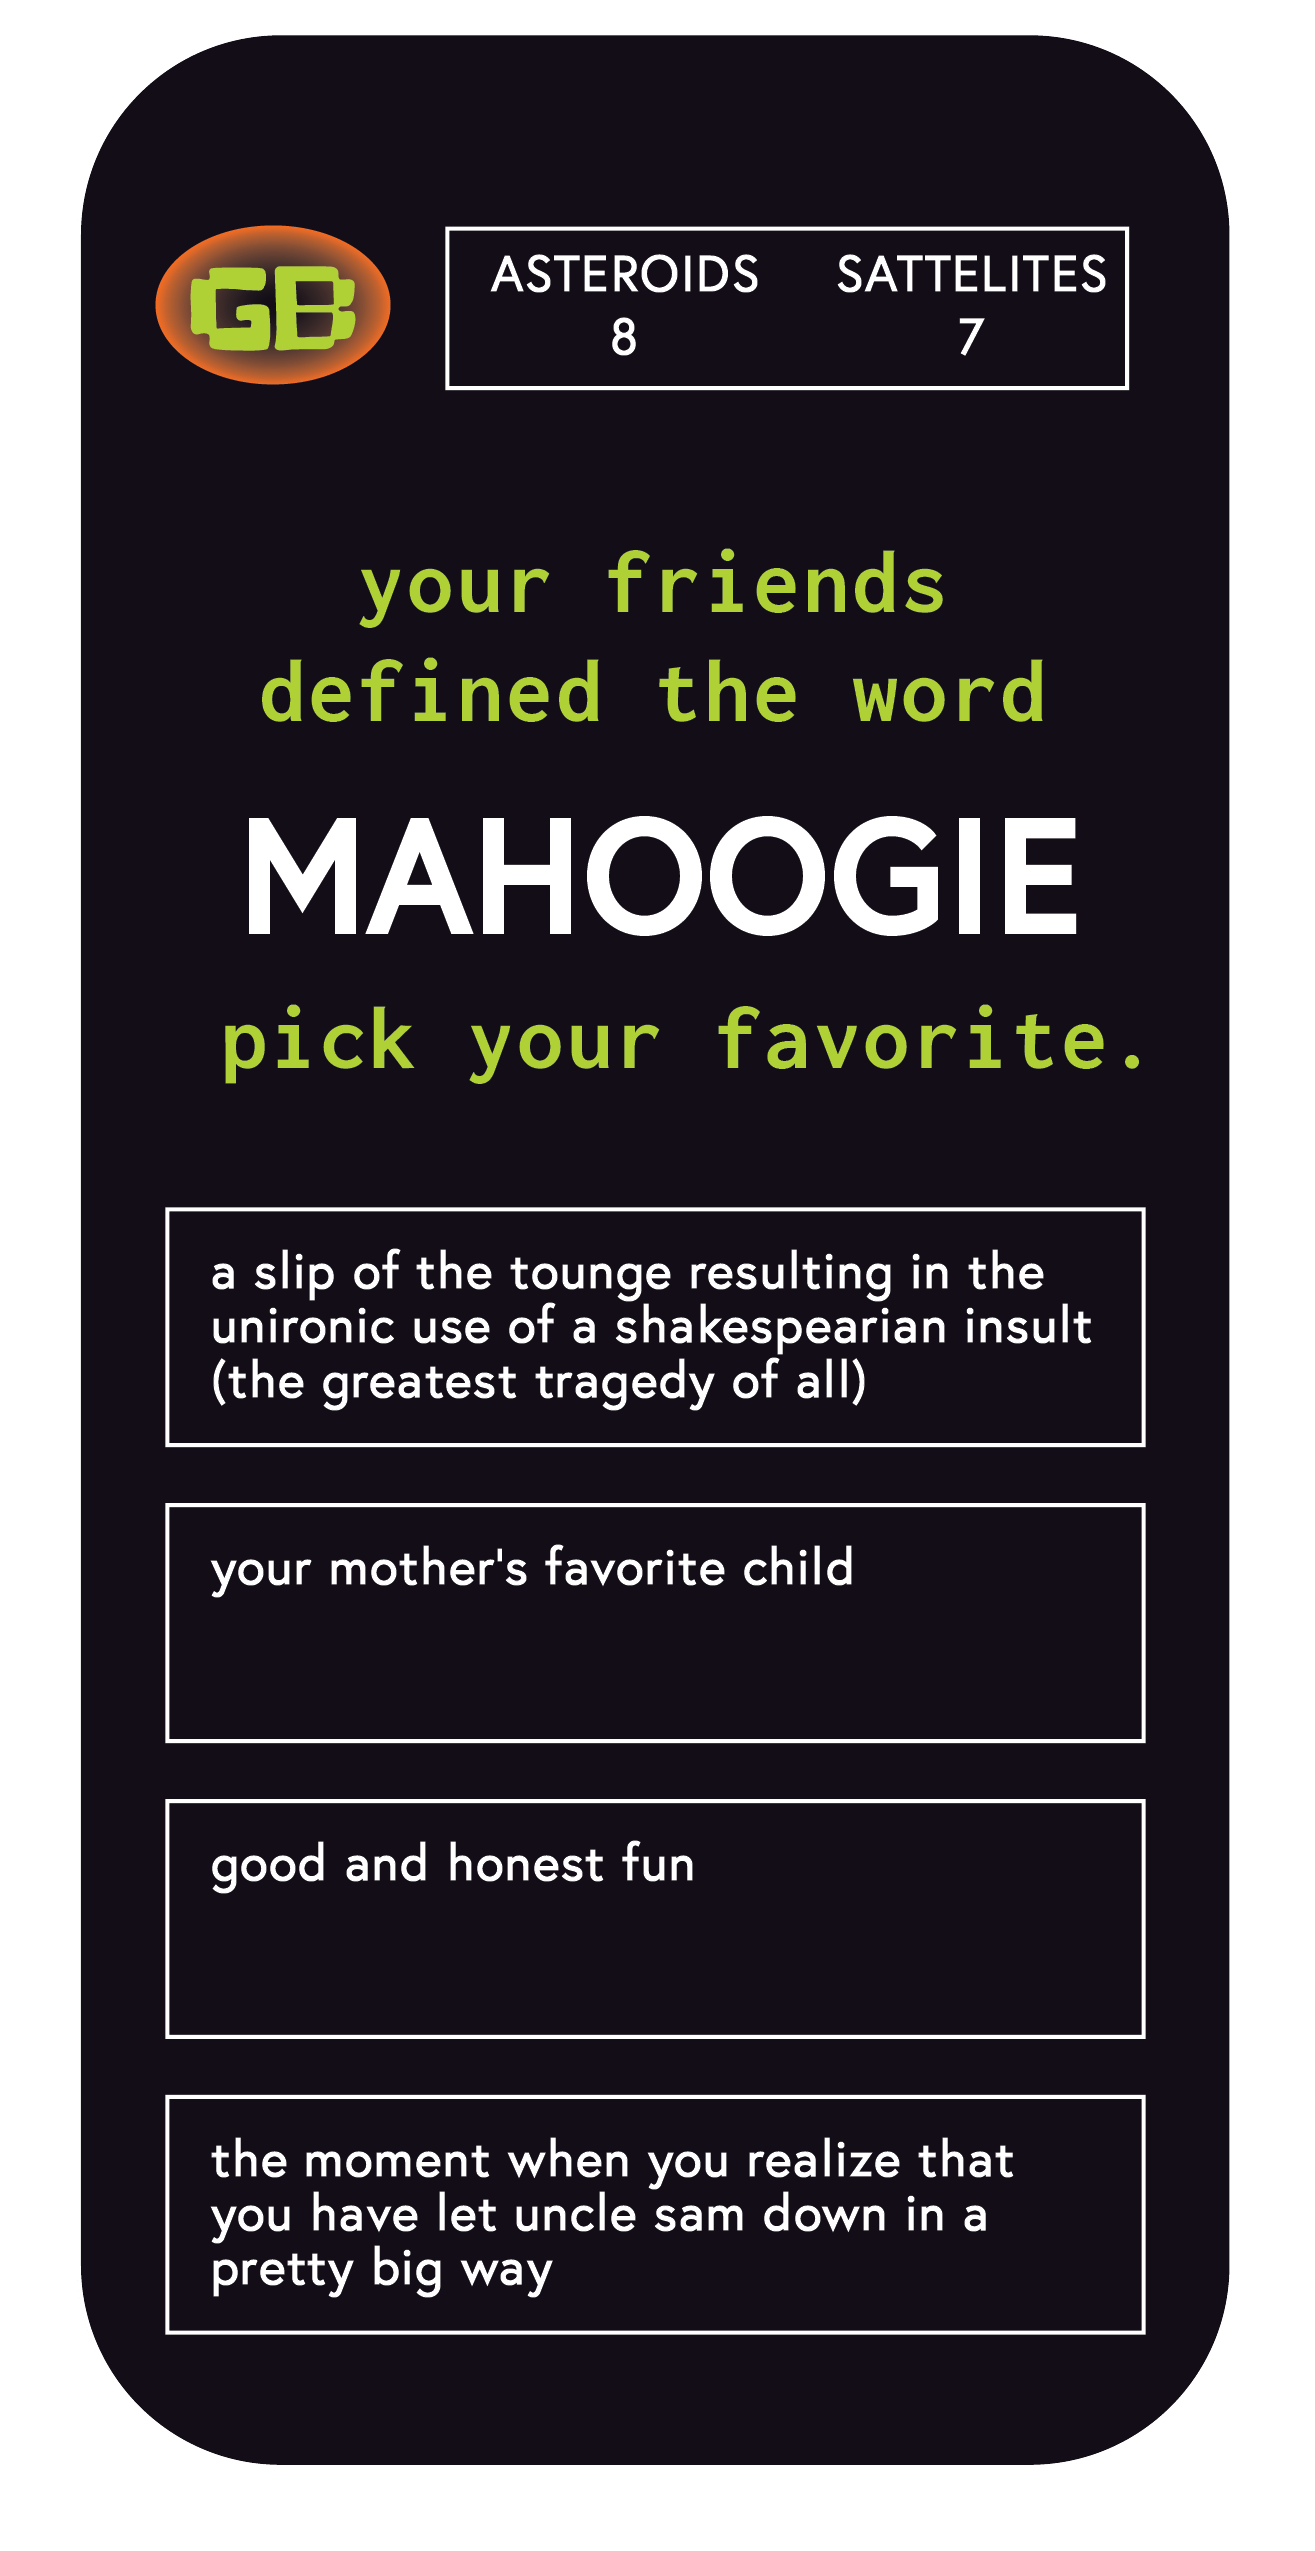 GB
ASTEROIDS SATTELITES
8 7
your friends
defined the word
MAHOOGIE
pick your favorite.
a slip of the tounge resulting in the
unironic use of a shakespearian insult
(the greatest tragedy of all)
your mother's favorite child
good and honest fun
the moment when you realize that
you have let uncle sam down in a
pretty big way